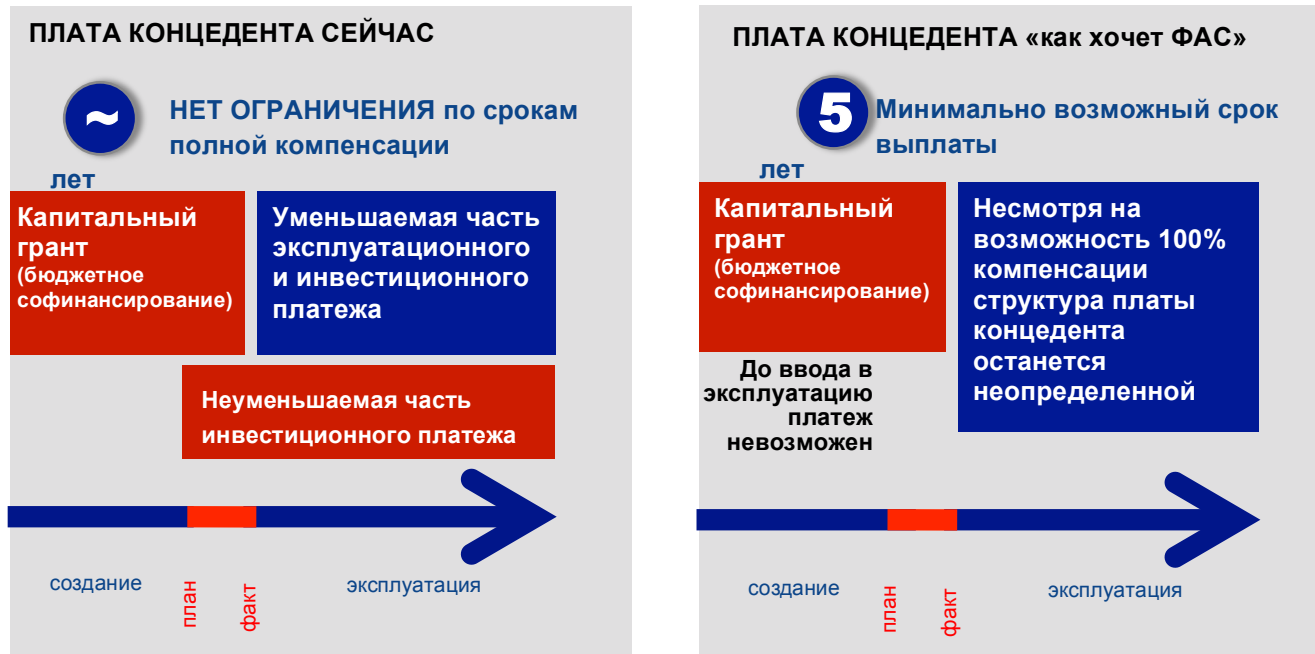 ПЛАТА КОНЦЕДЕНТА СЕЙЧАС
~
лет
НЕТ ОГРАНИЧЕНИЯ по срокам
полной компенсации
Капитальный
грант
(бюджетное
софинансирование)
Уменьшаемая часть
эксплуатационного
и инвестиционного
платежа
Неуменьшаемая часть
инвестиционного платежа
создание
план
факт
эксплуатация
ПЛАТА КОНЦЕДЕНТА «как хочет ФАС»
5
лет
Минимально возможный срок
выплаты
Капитальный
грант
(бюджетное
софинансирование)
Несмотря на
возможность 100%
компенсации
структура платы
концедента
останется
неопределенной
До ввода в
эксплуатацию
платеж
невозможен
создание
план
факт
эксплуатация